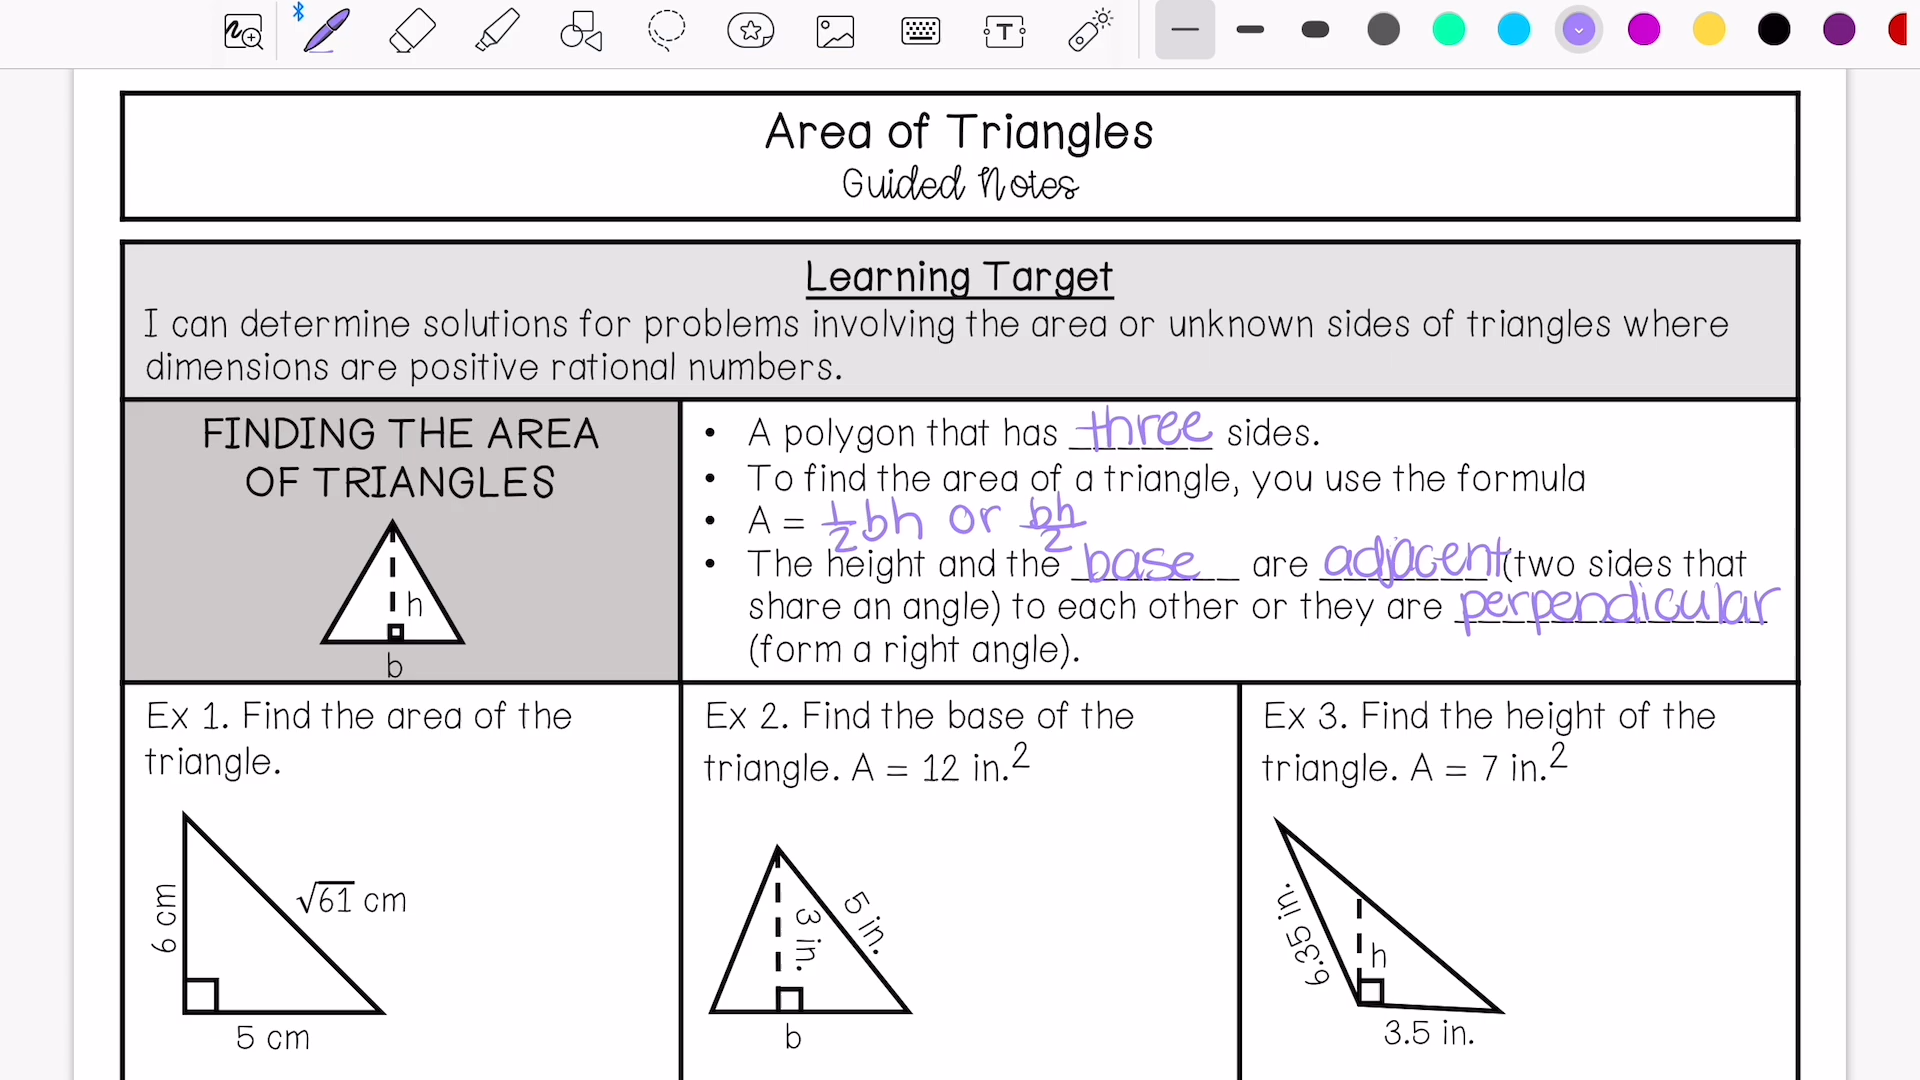 T
Area of Triangles
Guided Notes
Learning Target
I can determine solutions for problems involving the area or unknown sides of triangles where
dimensions are positive rational numbers.
FINDING THE AREA
OF TRIANGLES
h
b
• A polygon that has three sides.
• To find the area of a triangle, you use the formula
• A = 1/2 bh or bh/2
• The height and the base are adjacent (two sides that
share an angle) to each other or they are perpendicular
(form a right angle).
Ex 1. Find the area of the
triangle.
6 cm
√61 cm
5 cm
Ex 2. Find the base of the
triangle. A = 12 in.²
3 in.
5 in.
b
Ex 3. Find the height of the
triangle. A = 7 in.²
6.35 in.
h
3.5 in.